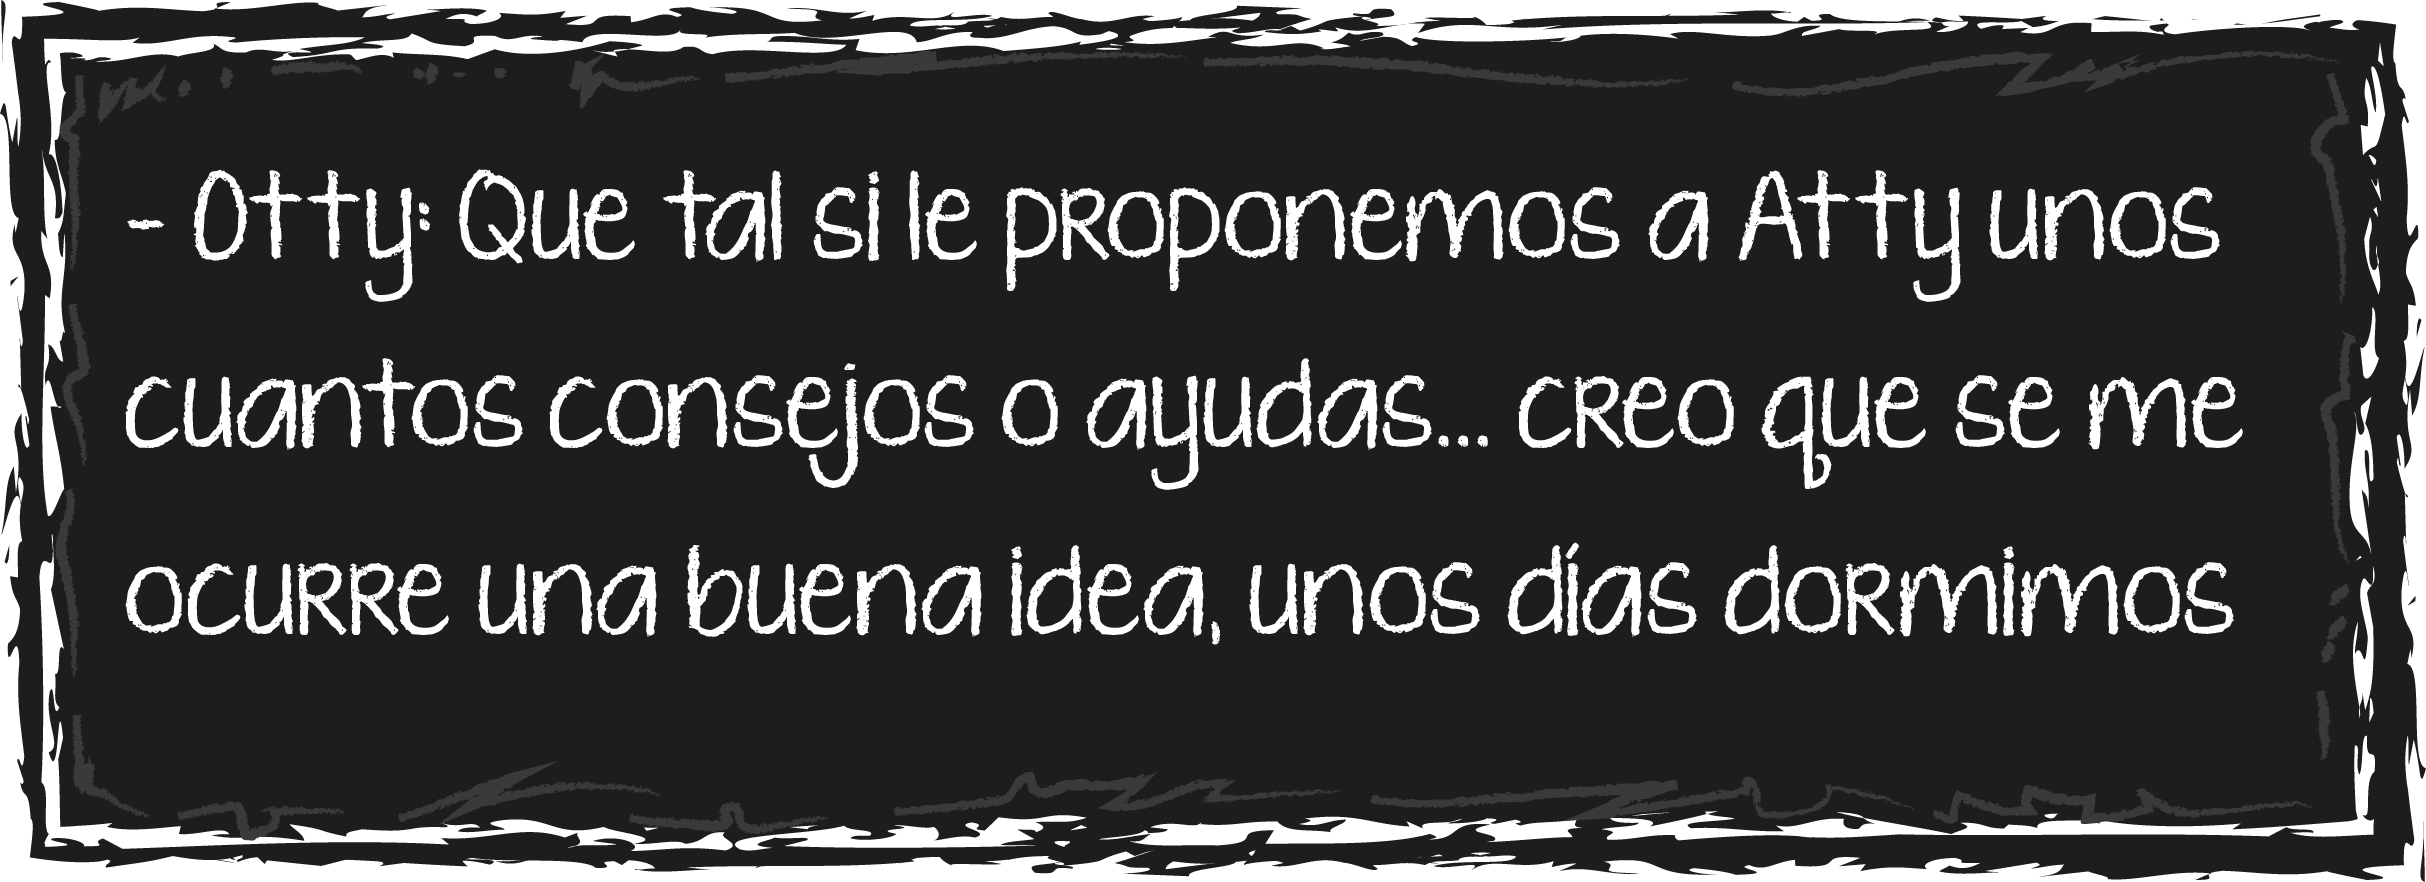 - Otty: Que tal si le proponemos a Atty unos
cuantos consejos o ayudas... creo que se me
ocurre una buena idea, unos días dormimos